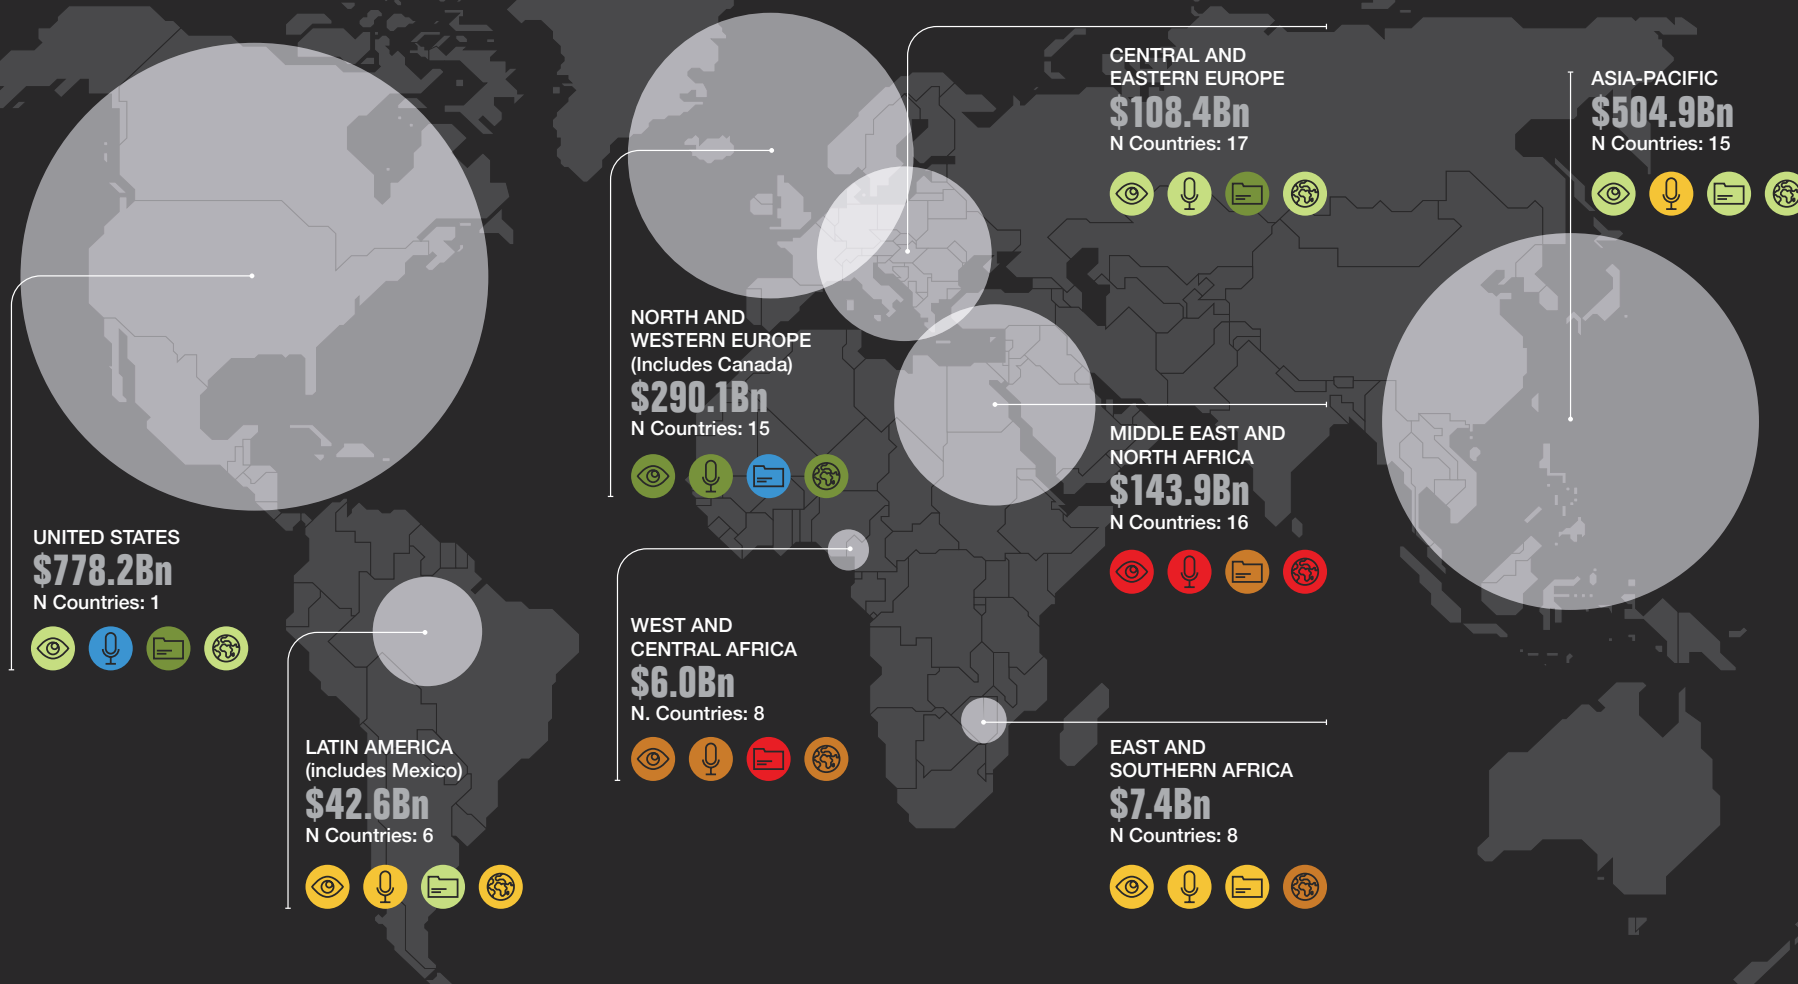 CENTRAL AND
EASTERN EUROPE
$108.4Bn
N Countries: 17
ASIA-PACIFIC
$504.9Bn
N Countries: 15
NORTH AND
WESTERN EUROPE
(Includes Canada)
$290.1Bn
N Countries: 15
MIDDLE EAST AND
NORTH AFRICA
$143.9Bn
N Countries: 16
UNITED STATES
$778.2Bn
N Countries: 1
WEST AND
CENTRAL AFRICA
$6.0Bn
N. Countries: 8
LATIN AMERICA
(includes Mexico)
$42.6Bn
N Countries: 6
EAST AND
SOUTHERN AFRICA
$7.4Bn
N Countries: 8